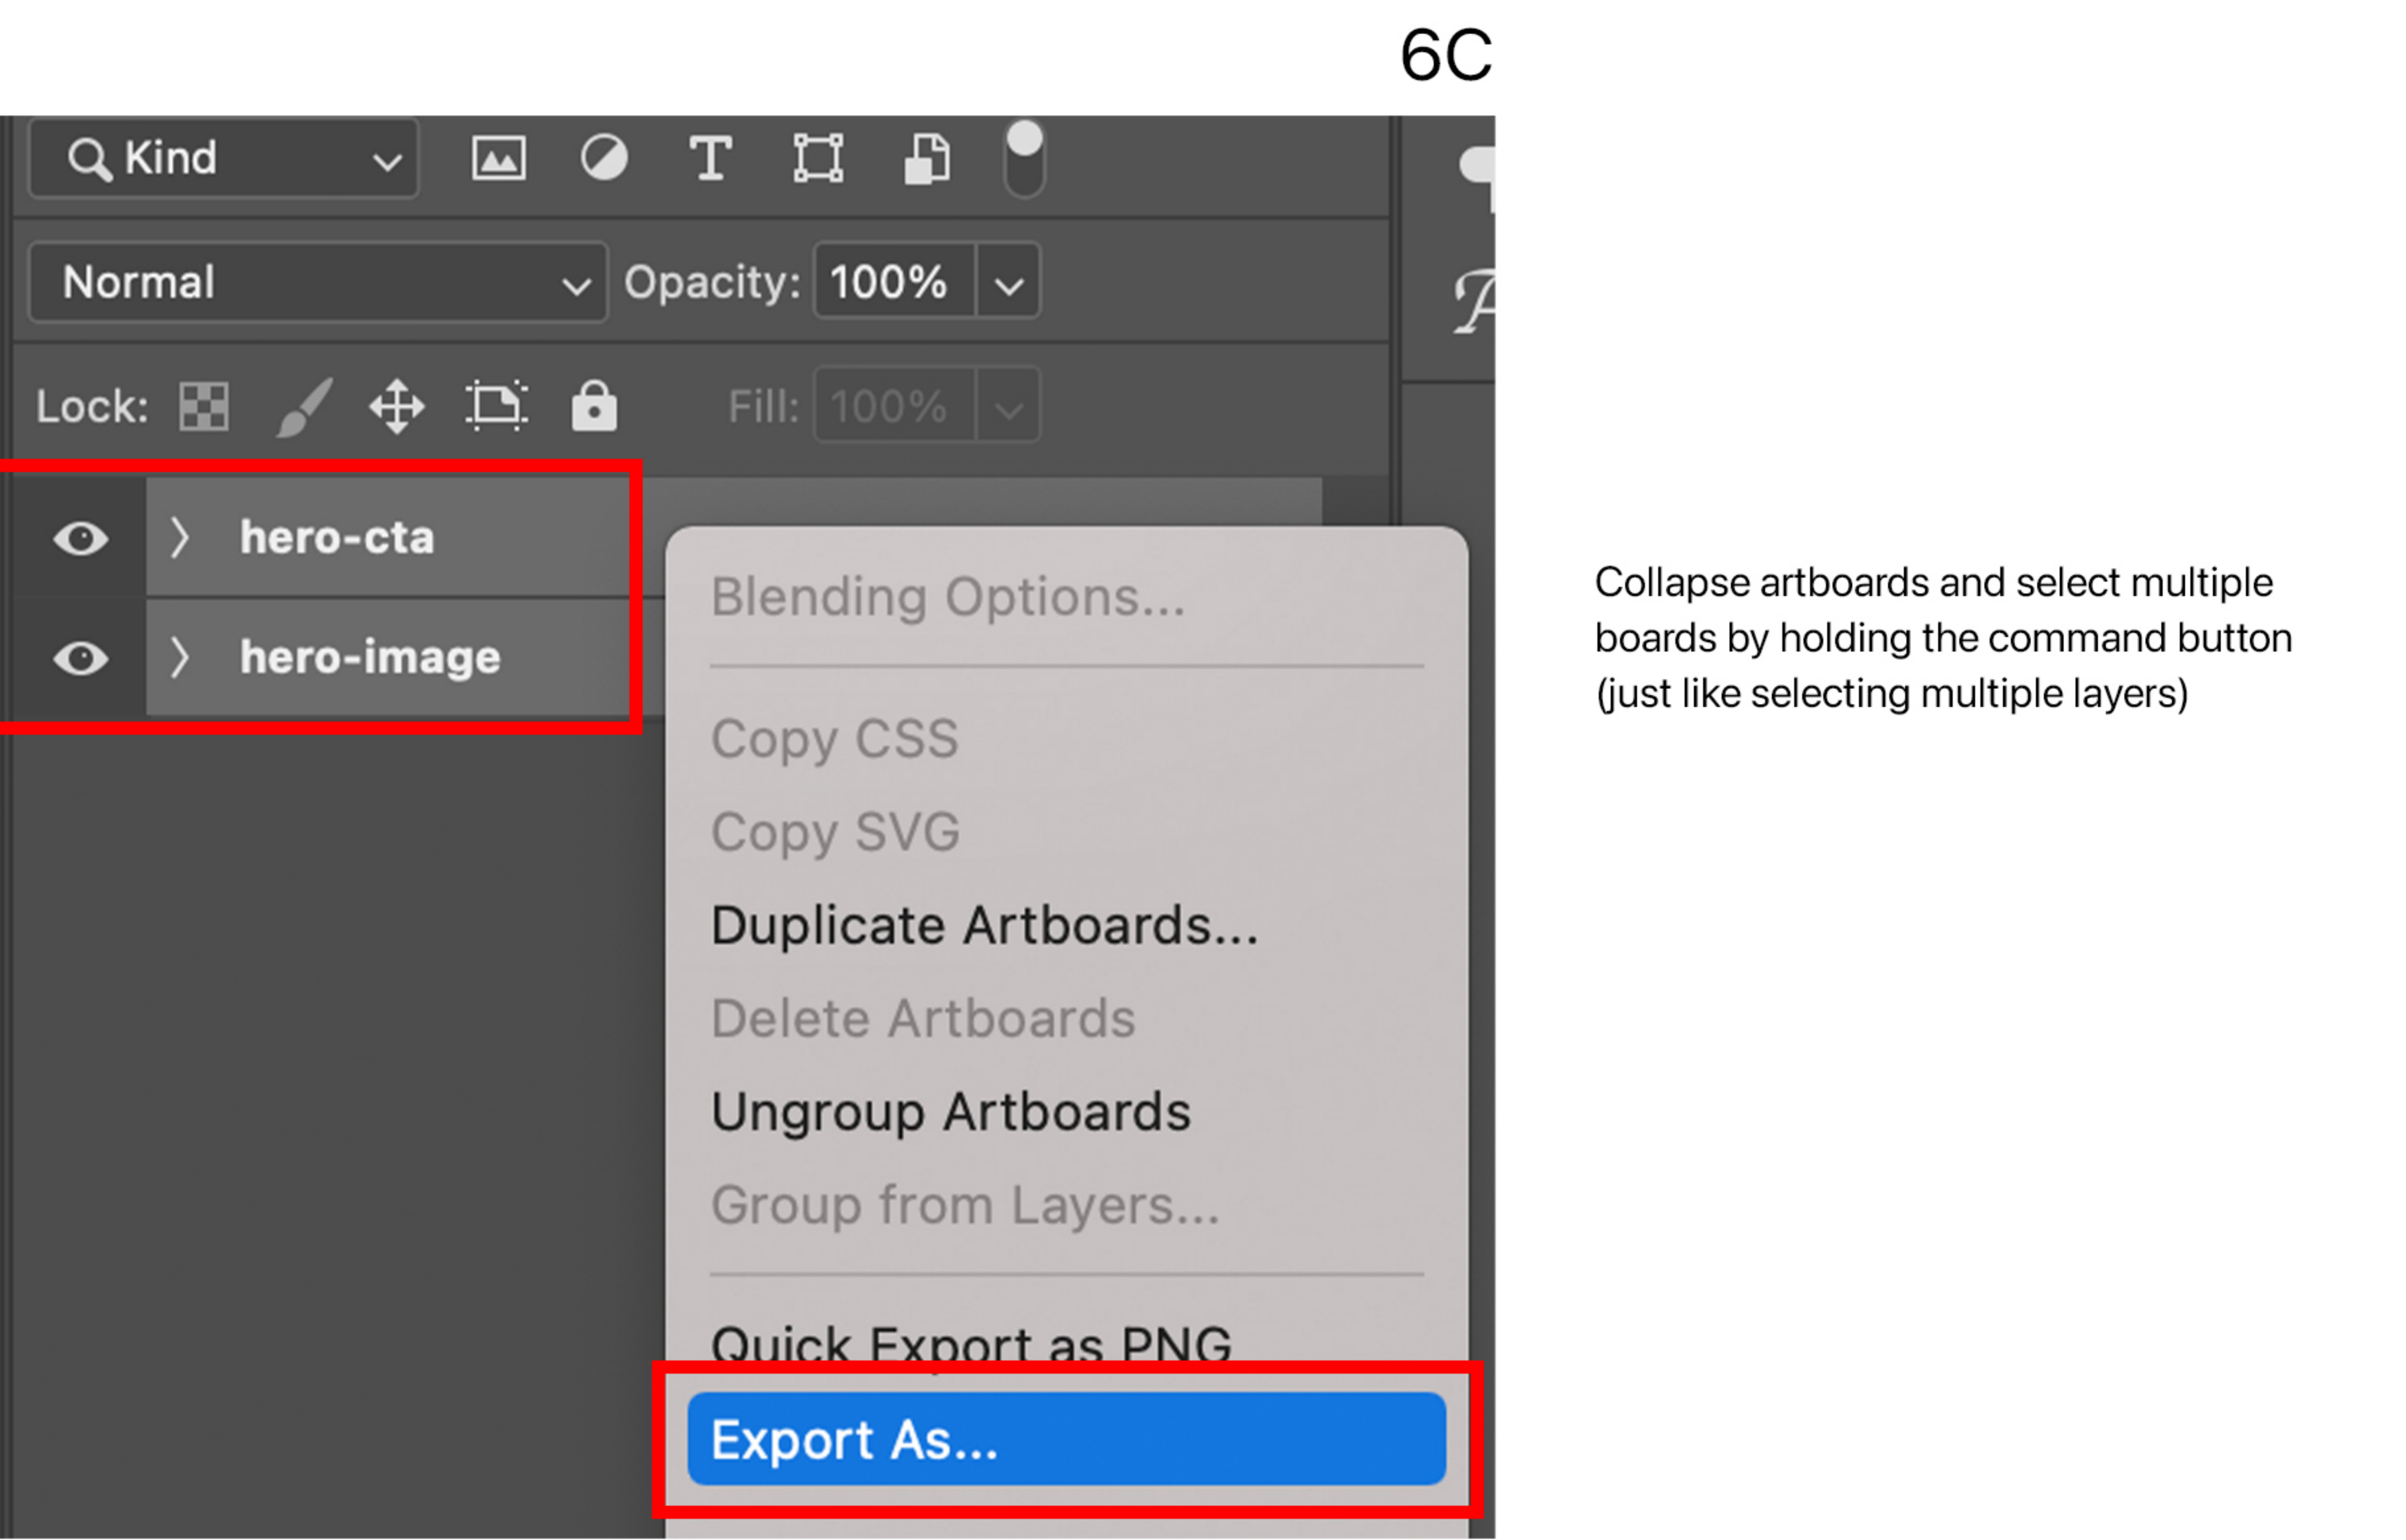 6C
Kind
Normal
Opacity: 100%
Lock:
Fill: 100%
hero-cta
hero-image
Blending Options...
Copy CSS
Copy SVG
Duplicate Artboards...
Delete Artboards
Ungroup Artboards
Group from Layers...
Quick Export as PNG
Export As...
Collapse artboards and select multiple
boards by holding the command button
(just like selecting multiple layers)